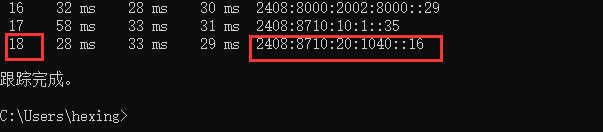 16    32 ms    28 ms    30 ms  2408:8000:2002:8000::29
17    58 ms    33 ms    31 ms  2408:8710:10:1::35
18    28 ms    33 ms    29 ms  2408:8710:20:1040::16
跟踪完成。
C:\Users\hexing>